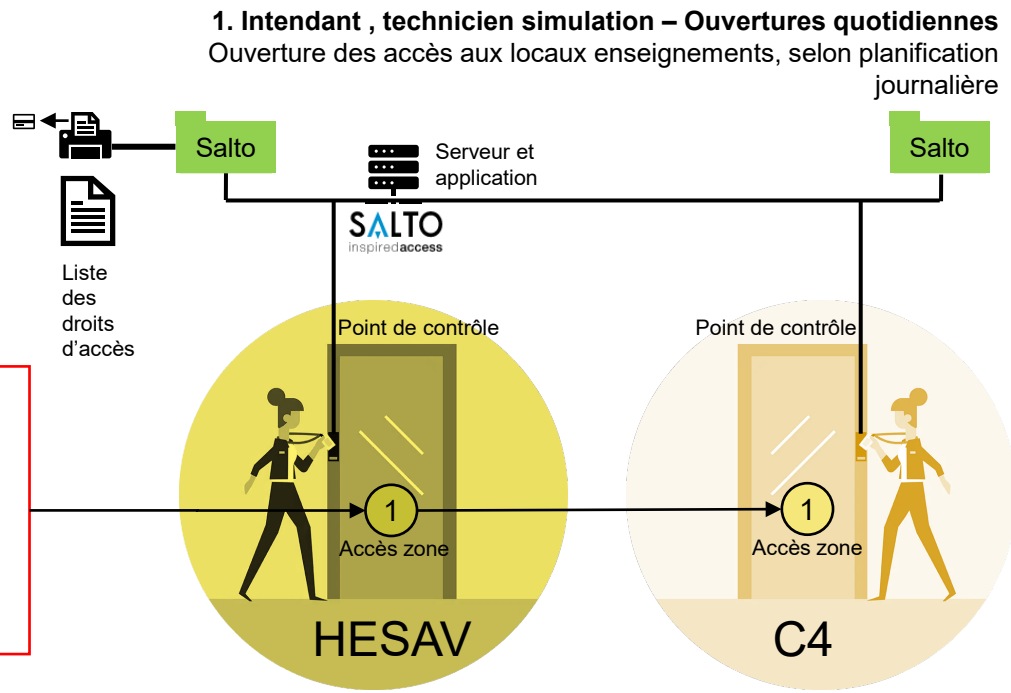 1. Intendant , technicien simulation – Ouvertures quotidiennes
Ouverture des accès aux locaux enseignements, selon planification
journalière
Salto
Serveur et
application
Salto
SALTO
inspiredaccess
Liste
des
droits
d’accès
Point de contrôle
Point de contrôle
1
1
Accès zone
Accès zone
HESAV
C4